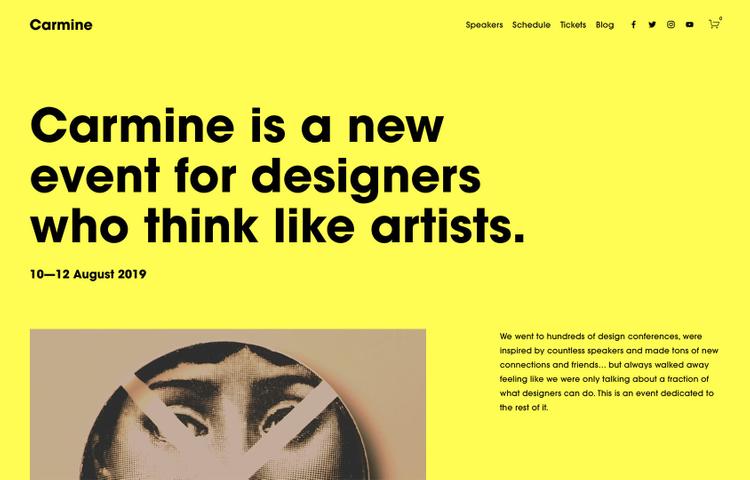 Carmine
Speakers Schedule Tickets Blog
0
Carmine is a new
event for designers
who think like artists.
10—12 August 2019
We went to hundreds of design conferences, were
inspired by countless speakers and made tons of new
connections and friends… but always walked away
feeling like we were only talking about a fraction of
what designers can do. This is an event dedicated to
the rest of it.